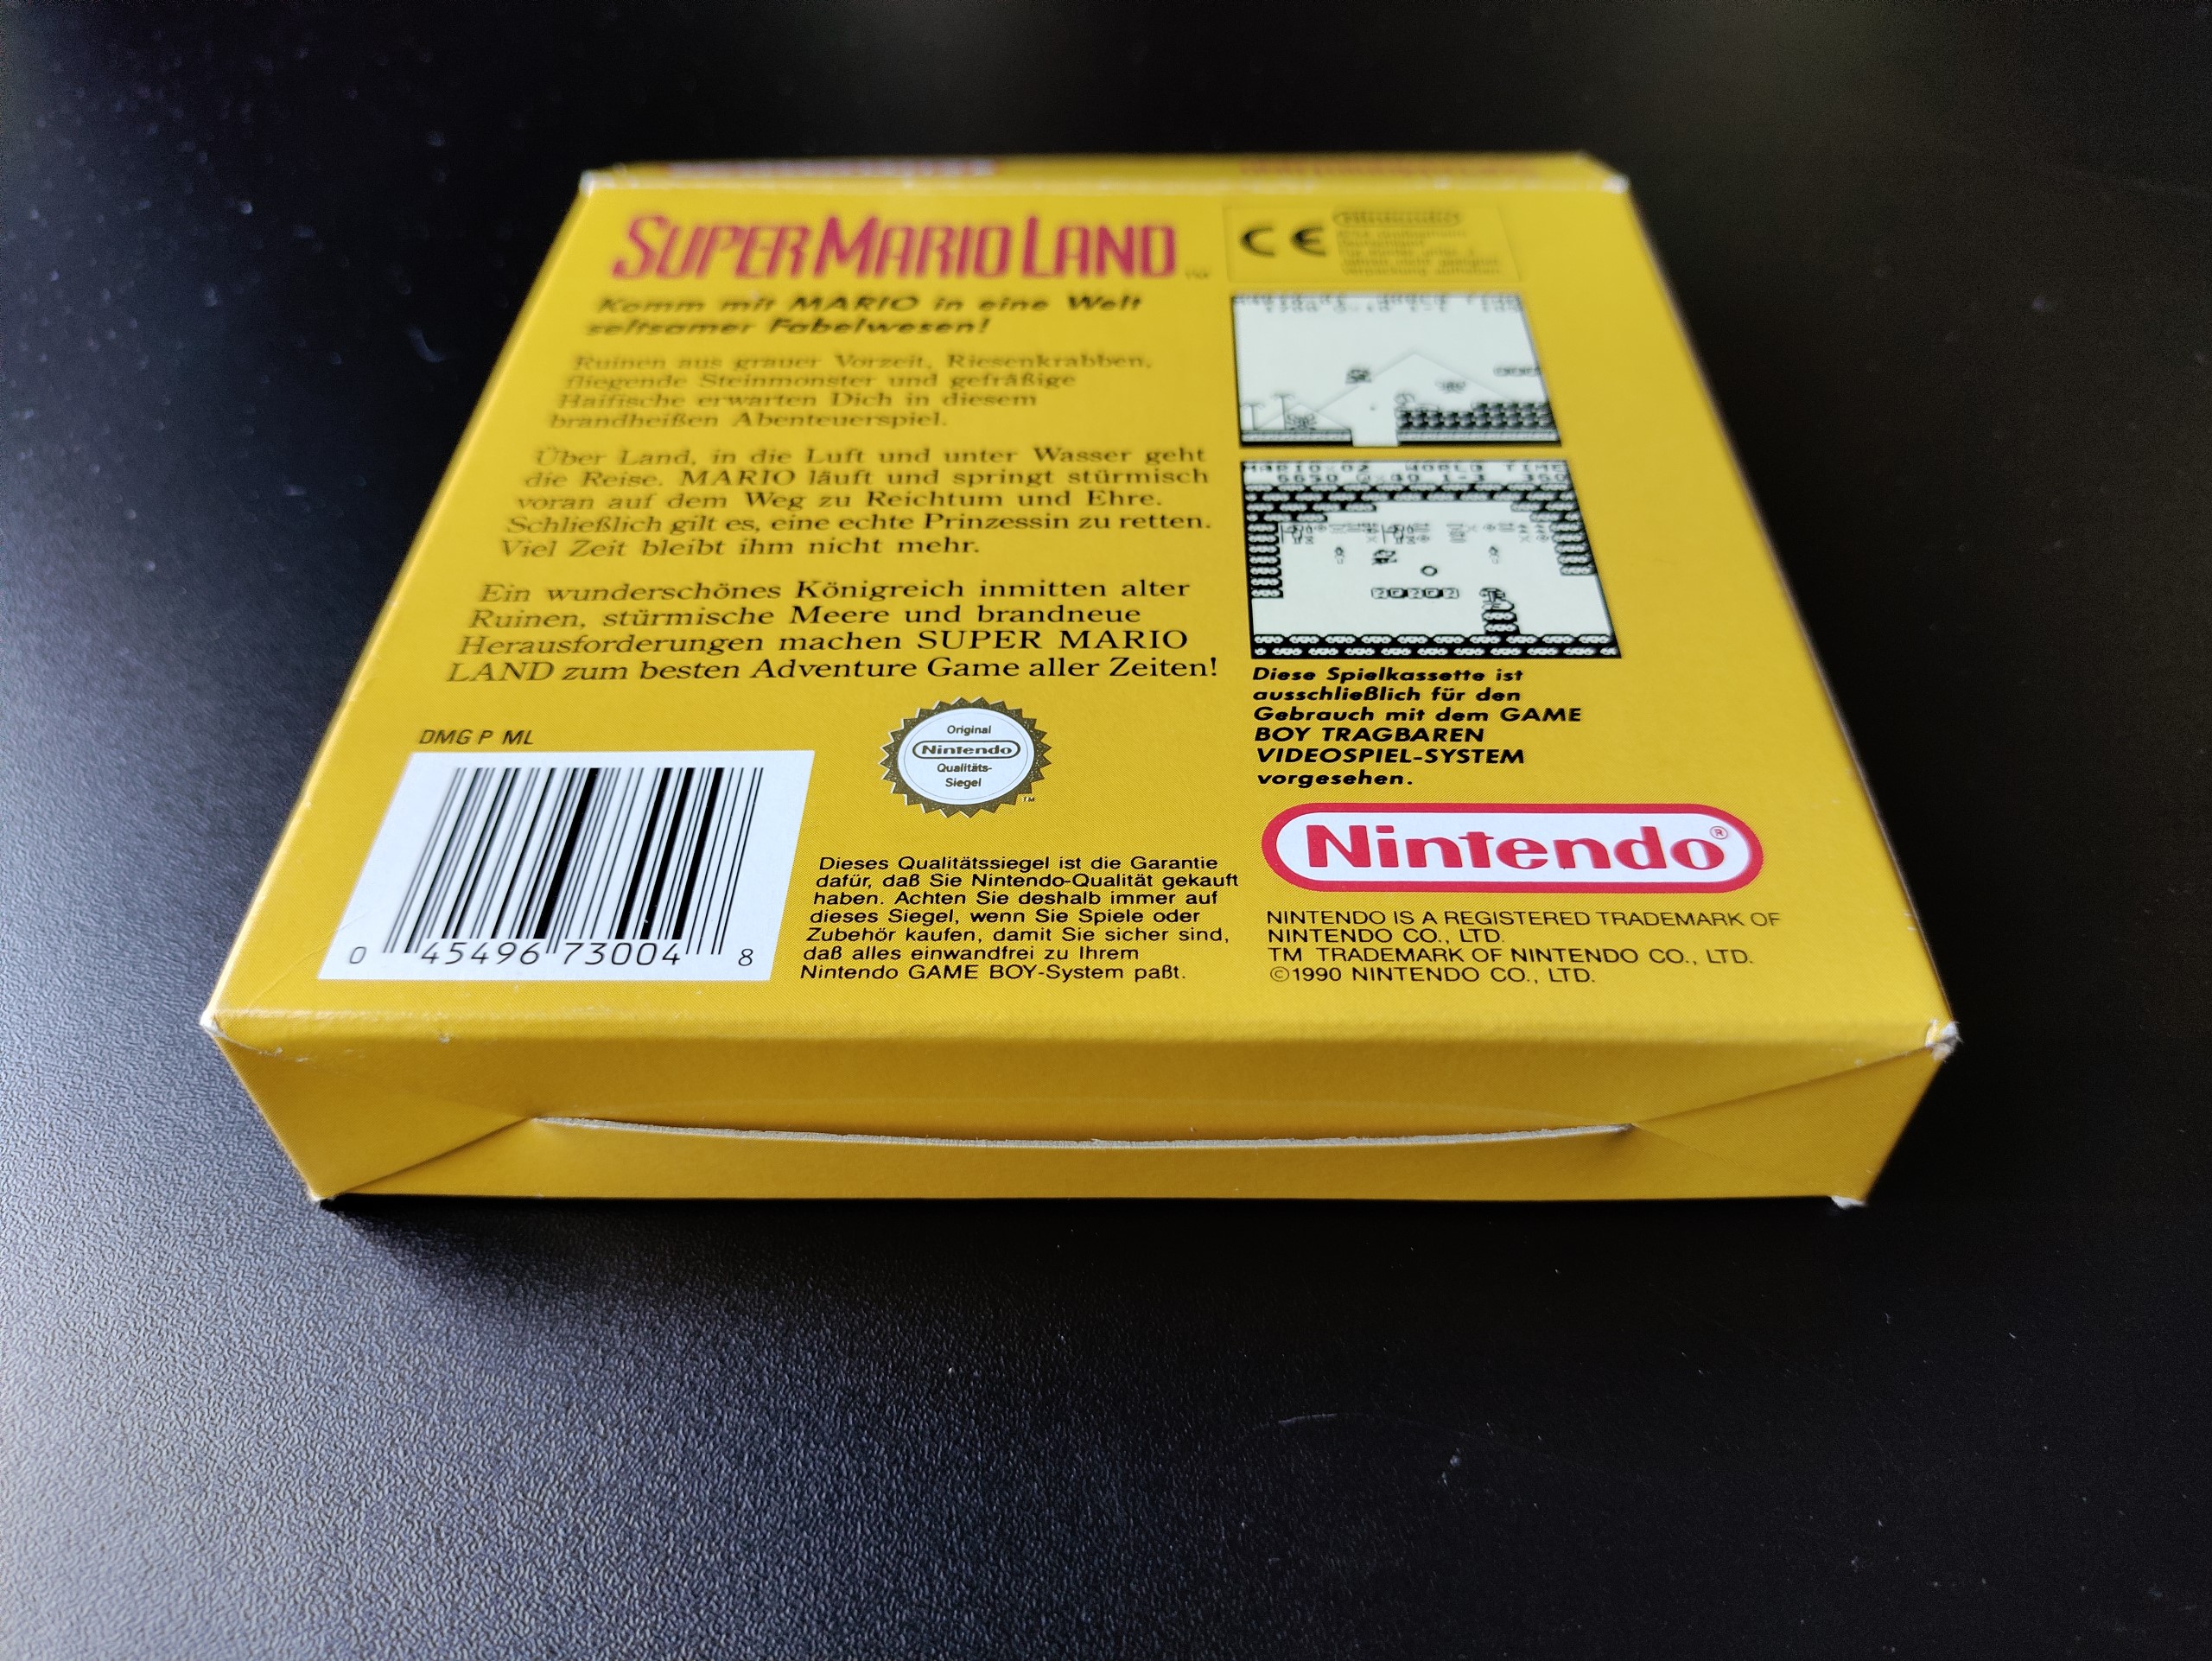 SUPER MARIO LAND
Komm mit MARIO in eine Welt
seltsamer Fabelwesen!
Ruinen aus grauer Vorzeit, Riesenkrabben,
fliegende Steinmonster und gefräßige
Haifische erwarten Dich in diesem
brandheißen Abenteuerspiel.
Über Land, in die Luft und unter Wasser geht
die Reise. MARIO läuft und springt stürmisch
voran auf dem Weg zu Reichtum und Ehre.
Schließlich gilt es, eine echte Prinzessin zu retten.
Viel Zeit bleibt ihm nicht mehr.
Ein wunderschönes Königreich inmitten alter
Ruinen, stürmische Meere und brandneue
Herausforderungen machen SUPER MARIO
LAND zum besten Adventure Game aller Zeiten!
DMG P ML
0 45496 73004 8
Original
Nintendo
Qualitäts-
Siegel
TM
Dieses Qualitätssiegel ist die Garantie
dafür, daß Sie Nintendo-Qualität gekauft
haben. Achten Sie deshalb immer auf
dieses Siegel, wenn Sie Spiele oder
Zubehör kaufen, damit Sie sicher sind,
daß alles einwandfrei zu Ihrem
Nintendo GAME BOY-System paßt.
CE
MARIO×02 WORLD TIME
6650 1-3 360
Diese Spielkassette ist
ausschließlich für den
Gebrauch mit dem GAME
BOY TRAGBAREN
VIDEOSPIEL-SYSTEM
vorgesehen.
Nintendo®
NINTENDO IS A REGISTERED TRADEMARK OF
NINTENDO CO., LTD.
TM TRADEMARK OF NINTENDO CO., LTD.
©1990 NINTENDO CO., LTD.